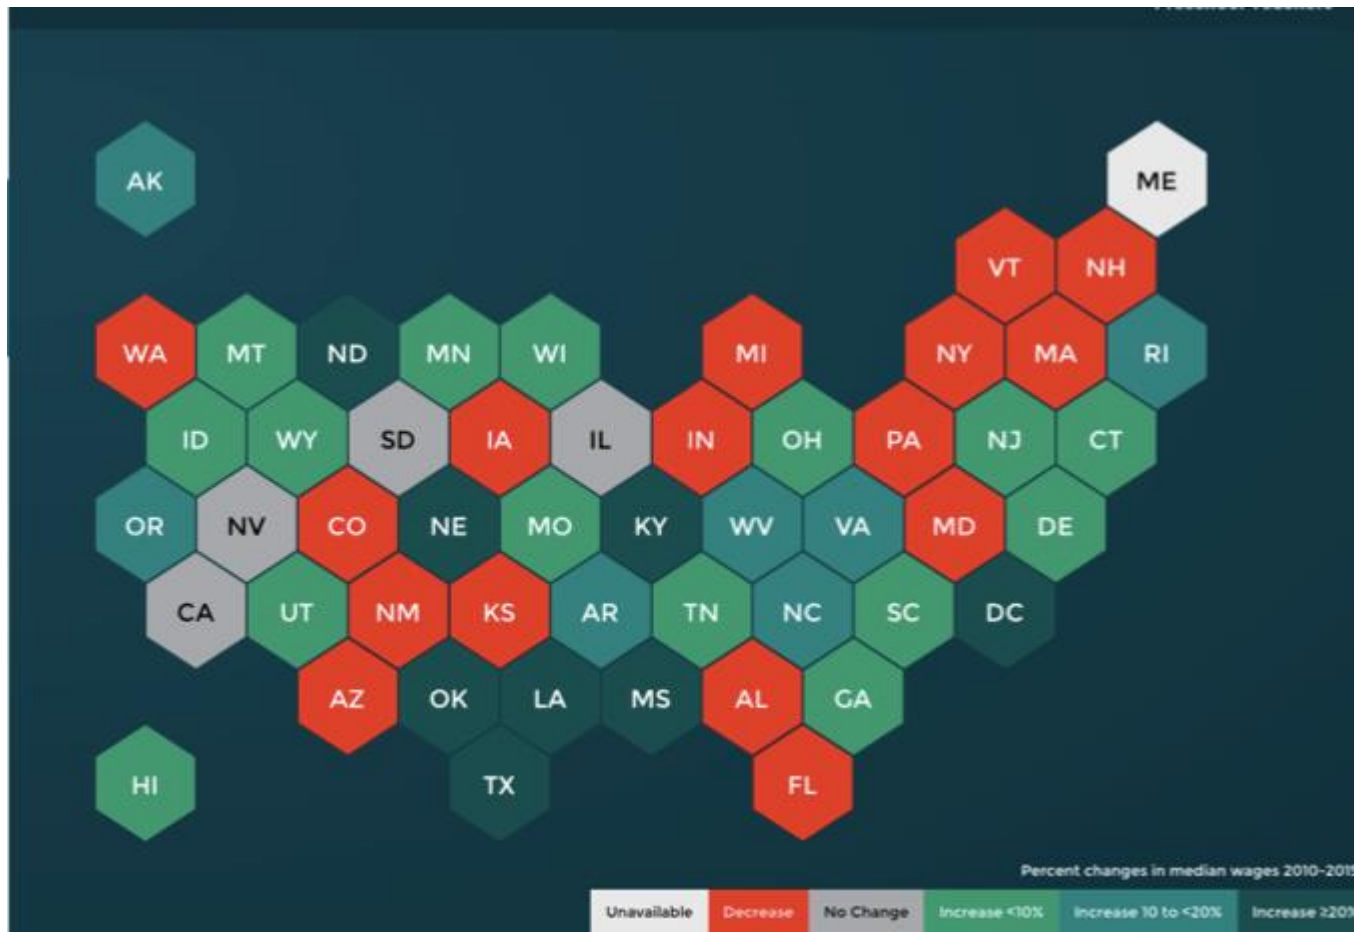 AK
ME
VT NH
WA MT ND MN WI MI NY MA RI
ID WY SD IA IL IN OH PA NJ CT
OR NV CO NE MO KY WV VA MD DE
CA UT NM KS AR TN NC SC DC
AZ OK LA MS AL GA
HI TX FL
Percent changes in median wages 2010-2015
Unavailable Decrease No Change Increase <10% Increase 10 to <20% Increase ≥20%